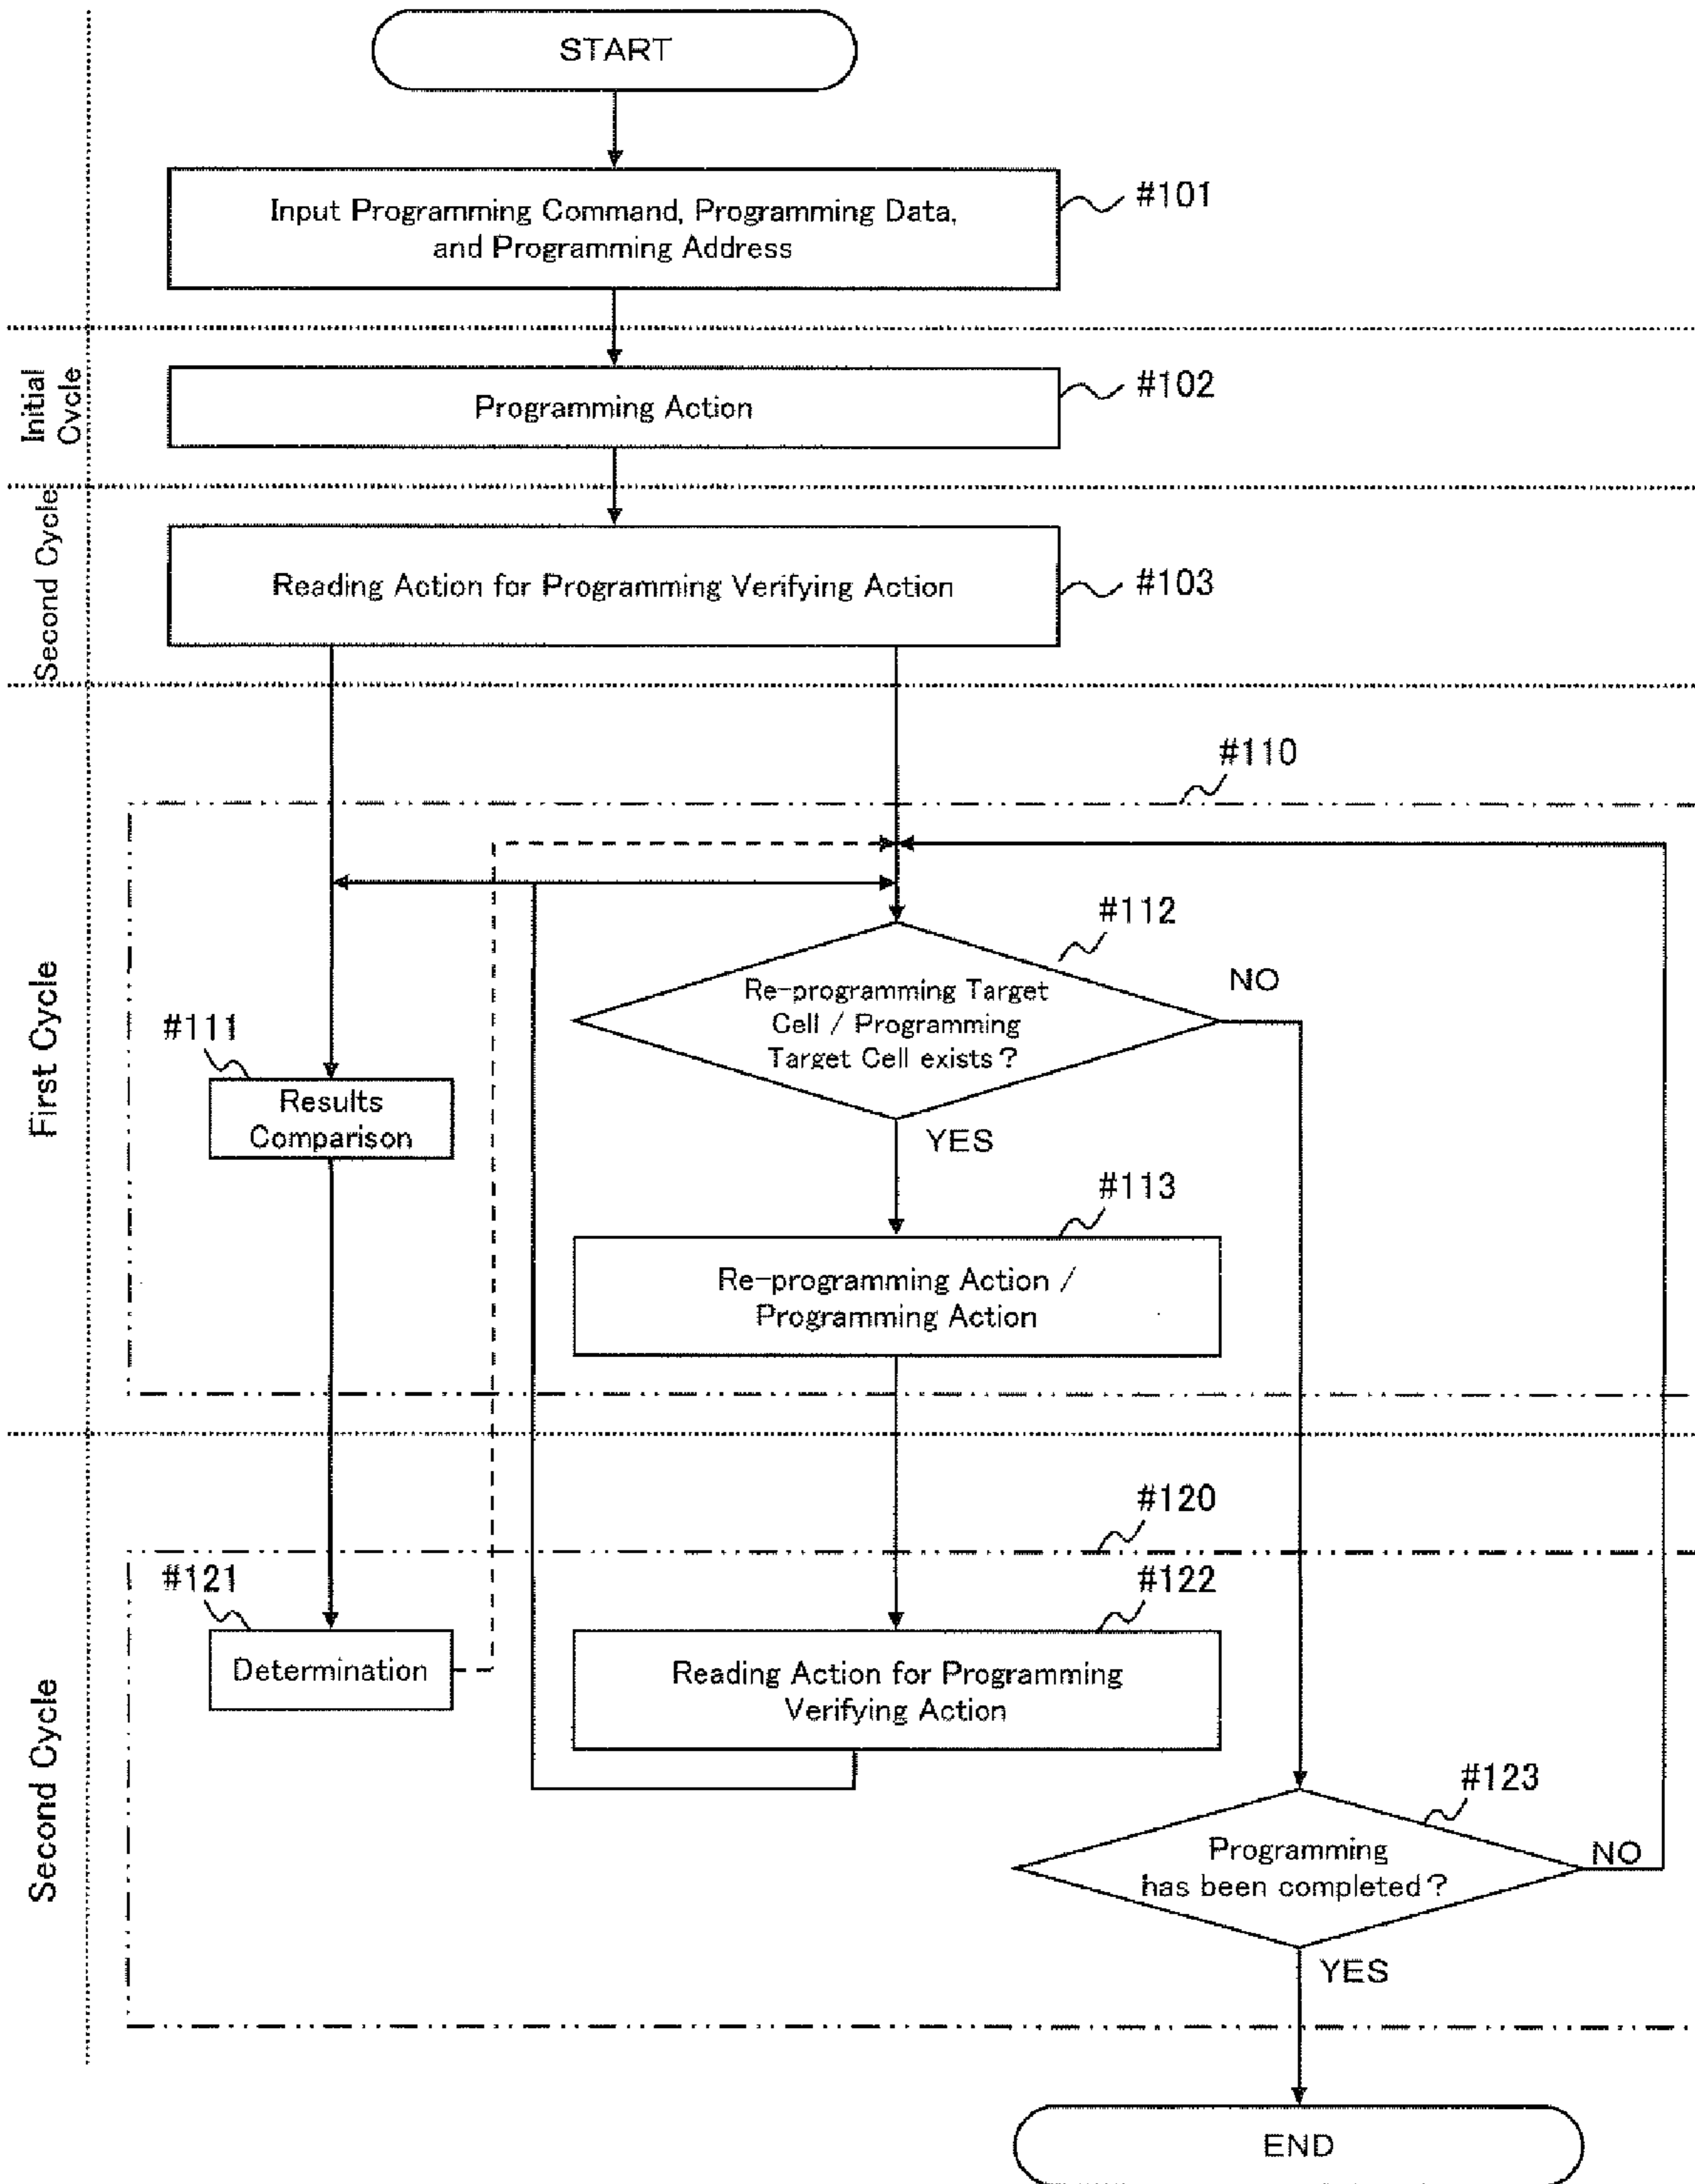 START
Input Programming Command, Programming Data,
and Programming Address
#101
Initial
Cycle
Programming Action
#102
Second Cycle
Reading Action for Programming Verifying Action
#103
#110
First Cycle
#112
Re-programming Target
Cell / Programming
Target Cell exists?
NO
YES
#111
Results
Comparison
#113
Re-programming Action /
Programming Action
#120
Second Cycle
#121
Determination
#122
Reading Action for Programming
Verifying Action
#123
Programming
has been completed?
NO
YES
END